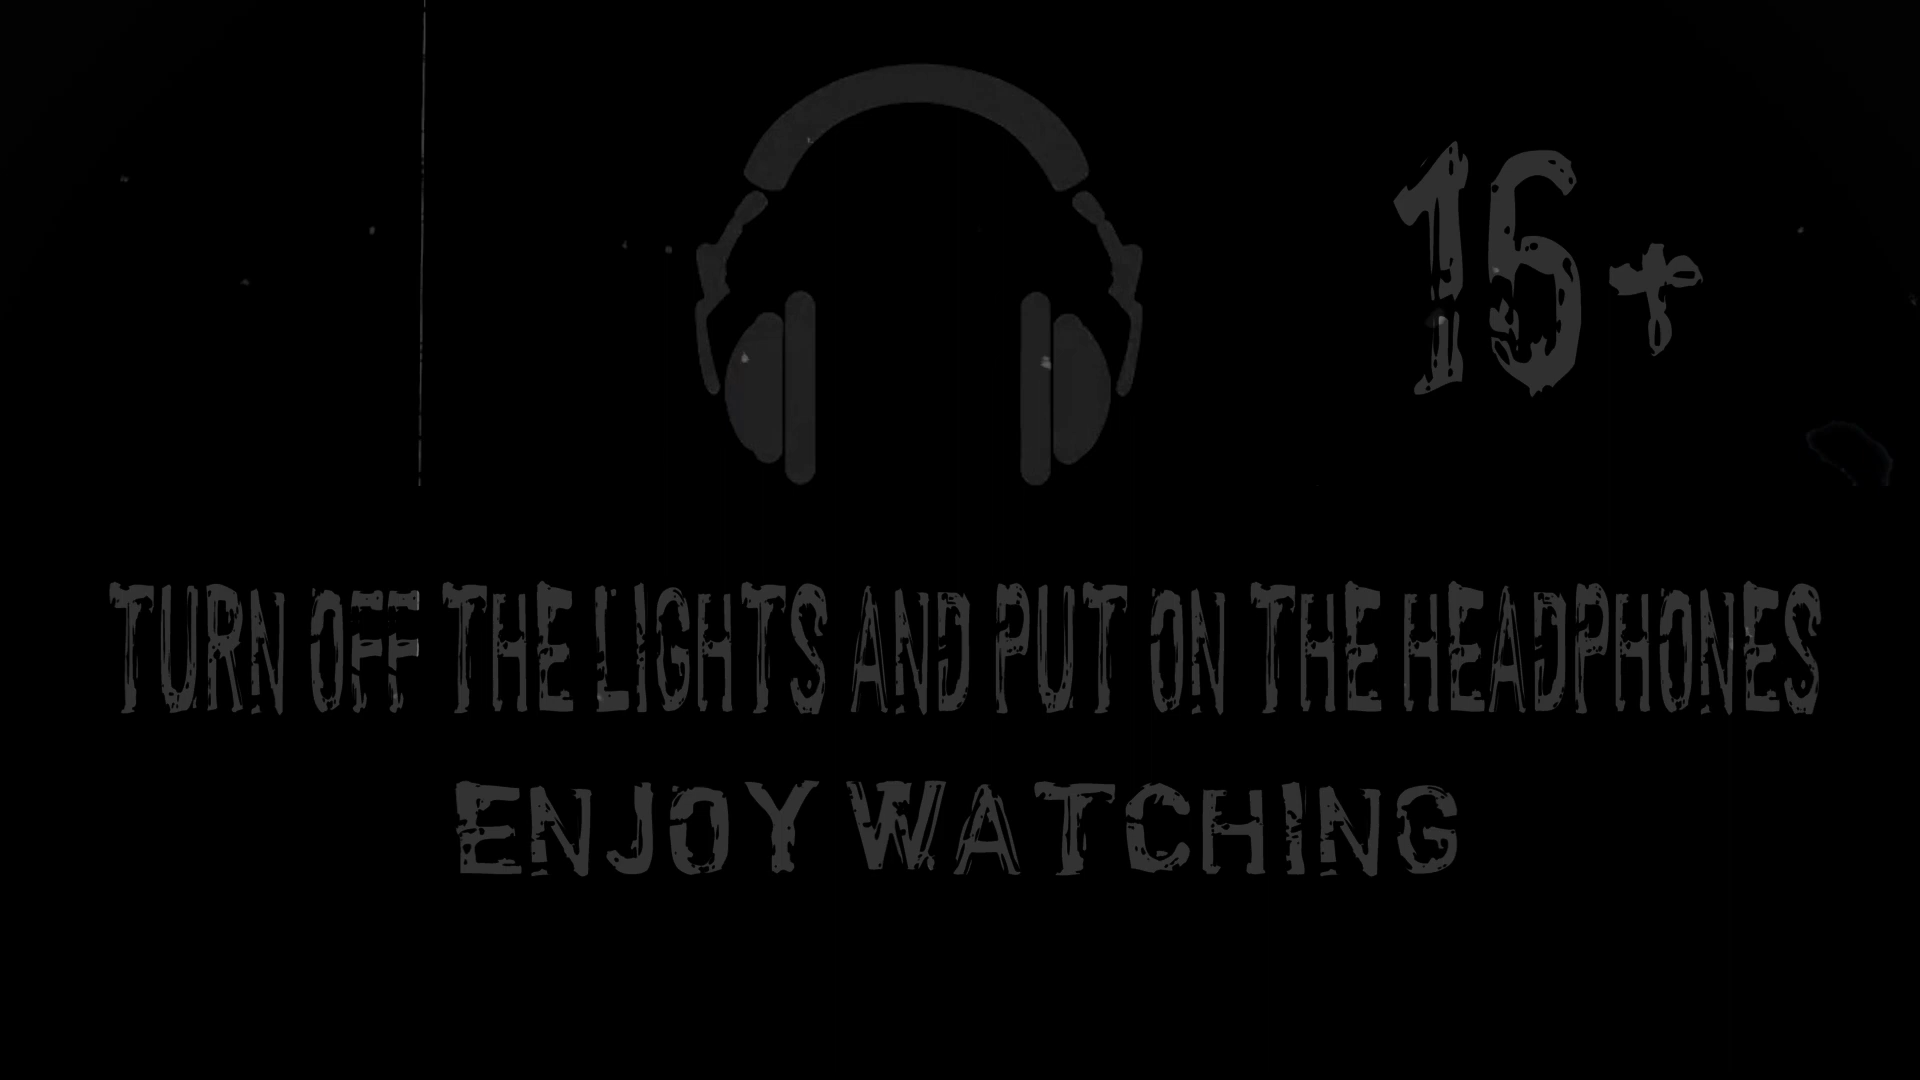 16+
TURN OFF THE LIGHTS AND PUT ON THE HEADPHONES
ENJOY WATCHING